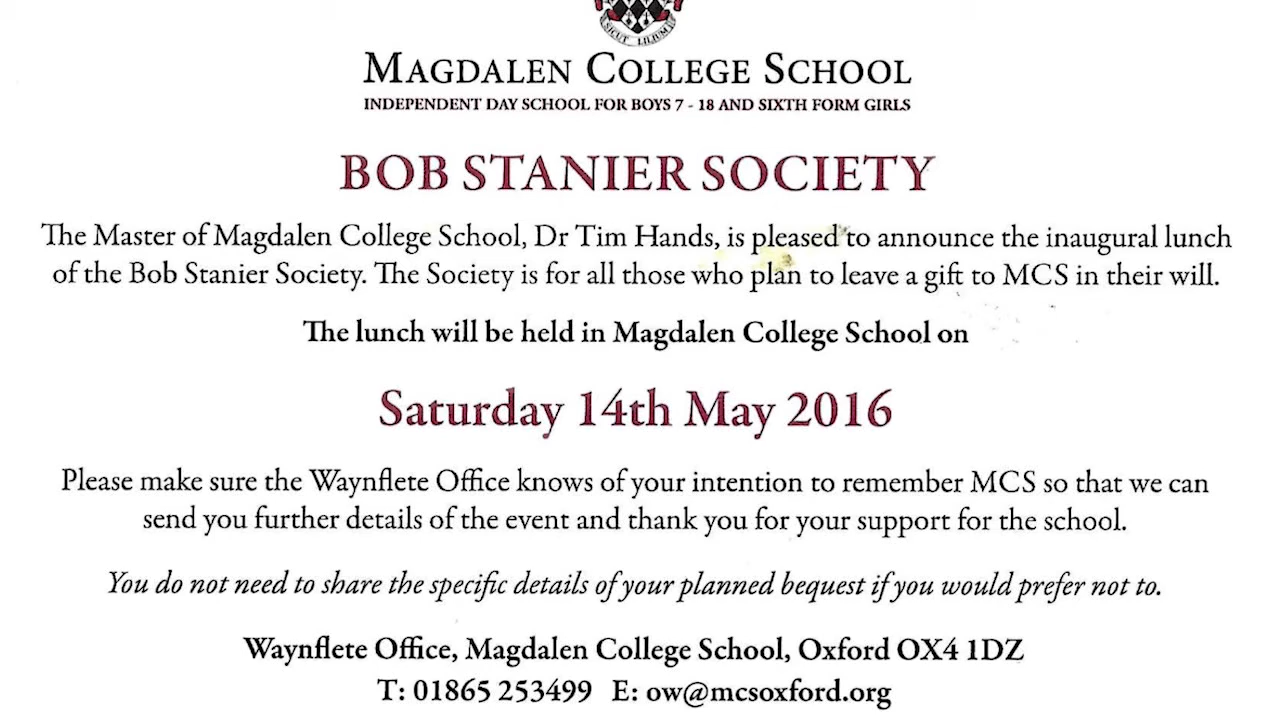 SICUT LILIUM
MAGDALEN COLLEGE SCHOOL
INDEPENDENT DAY SCHOOL FOR BOYS 7 - 18 AND SIXTH FORM GIRLS
BOB STANIER SOCIETY
The Master of Magdalen College School, Dr Tim Hands, is pleased to announce the inaugural lunch
of the Bob Stanier Society. The Society is for all those who plan to leave a gift to MCS in their will.
The lunch will be held in Magdalen College School on
Saturday 14th May 2016
Please make sure the Waynflete Office knows of your intention to remember MCS so that we can
send you further details of the event and thank you for your support for the school.
You do not need to share the specific details of your planned bequest if you would prefer not to.
Waynflete Office, Magdalen College School, Oxford OX4 1DZ
T: 01865 253499 E: ow@mcsoxford.org